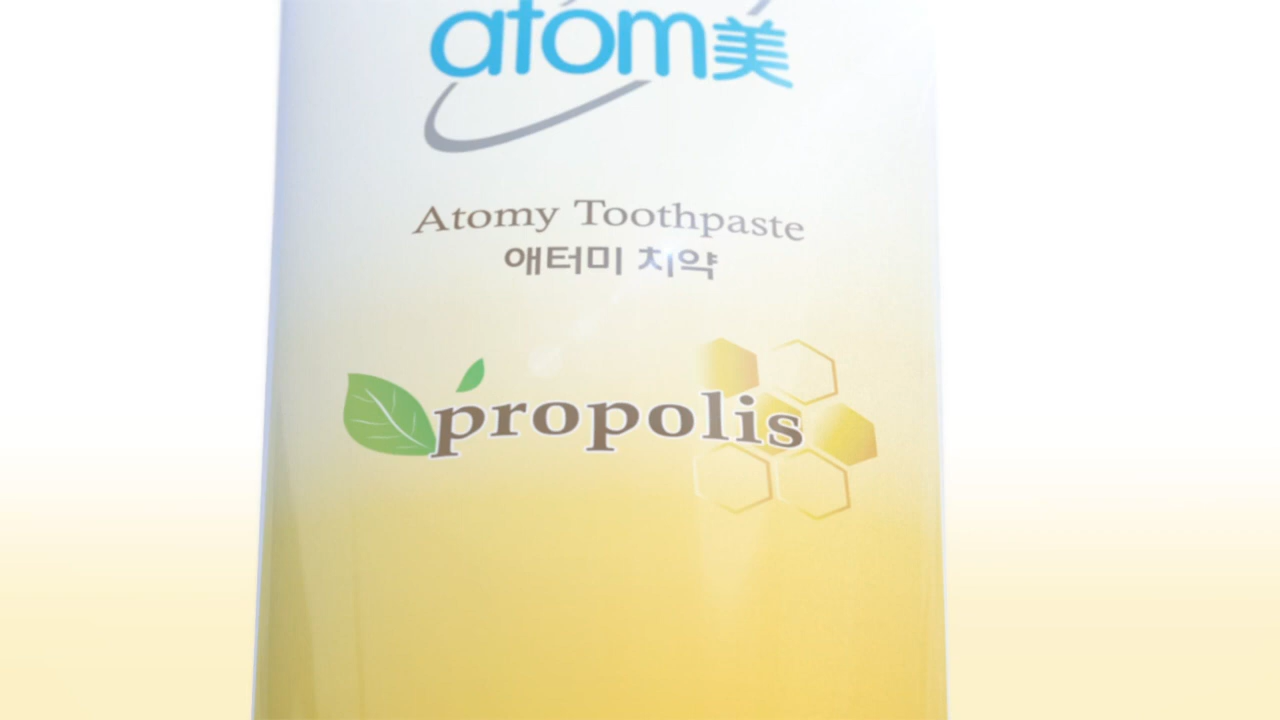 atom美
Atomy Toothpaste
애터미 치약
propolis